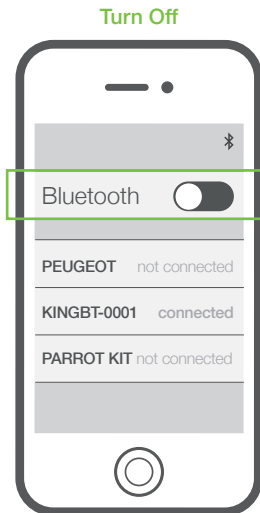 Turn Off
Bluetooth
PEUGEOT not connected
KINGBT-0001 connected
PARROT KIT not connected